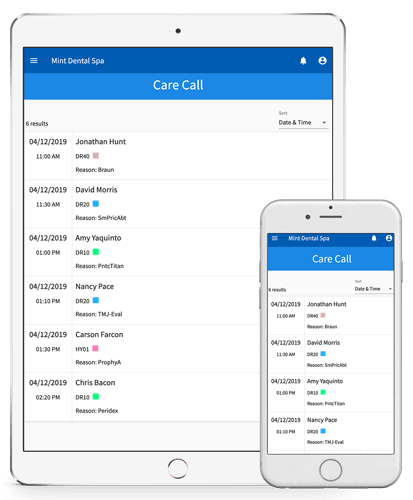 Mint Dental Spa
Care Call
Sort
6 results
Date & Time
04/12/2019 Jonathan Hunt
11:00 AM DR40
Reason: Braun
04/12/2019 David Morris
11:30 AM DR20
Reason: SmPricAbt
04/12/2019 Amy Yaquinto
01:00 PM DR10
Reason: PntcTitan
04/12/2019 Nancy Pace
01:10 PM DR20
Reason: TMJ-Eval
04/12/2019 Carson Farcon
01:30 PM HY01
Reason: ProphyA
04/12/2019 Chris Bacon
02:20 PM DR10
Reason: Peridex
Mint Dental Spa
Care Call
Sort
6 results
Date & Time
04/12/2019 Jonathan Hunt
11:00 AM DR40
Reason: Braun
04/12/2019 David Morris
11:30 AM DR20
Reason: SmPricAbt
04/12/2019 Amy Yaquinto
01:00 PM DR10
Reason: PntcTitan
04/12/2019 Nancy Pace
01:10 PM DR20
Reason: TMJ-Eval